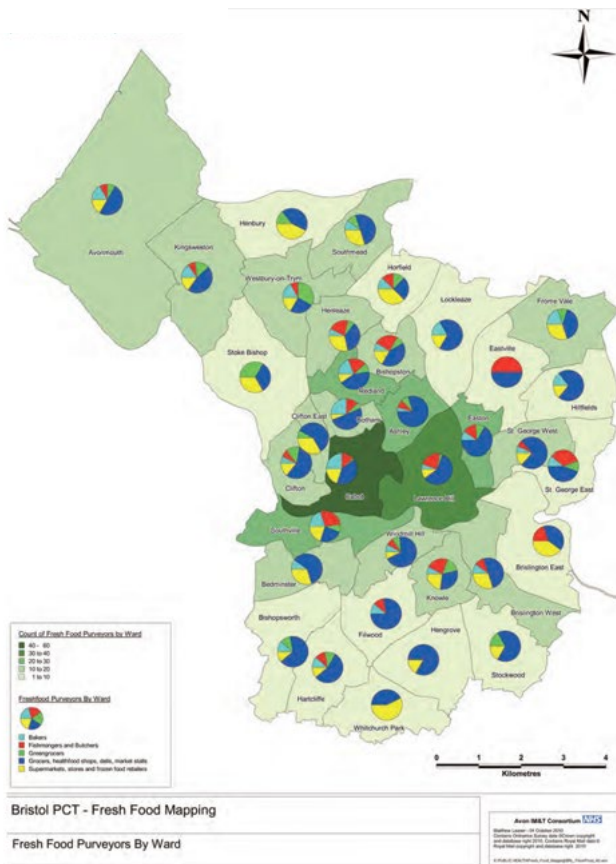 N
Avonmouth
Kingsweston
Henbury
Southmead
Westbury-on-Trym
Horfield
Lockleaze
Frome Vale
Henleaze
Eastville
Bishopston
Stoke Bishop
Hillfields
Redland
Clifton East
Cotham
Ashley
Easton
St. George West
Clifton
Cabot
Lawrence Hill
St. George East
Southville
Windmill Hill
Brislington East
Bedminster
Knowle
Bishopsworth
Brislington West
Filwood
Hengrove
Stockwood
Hartcliffe
Whitchurch Park
Count of Fresh Food Purveyors by Ward
40 - 60
30 to 40
20 to 30
10 to 20
1 to 10
Freshfood Purveyors By Ward
Bakers
Fishmongers and Butchers
Greengrocers
Grocers, healthfood shops, delis, market stalls
Supermarkets, stores and frozen food retailers
0 1 2 3 4
Kilometres
Bristol PCT - Fresh Food Mapping
Fresh Food Purveyors By Ward
Avon IM&T Consortium NHS